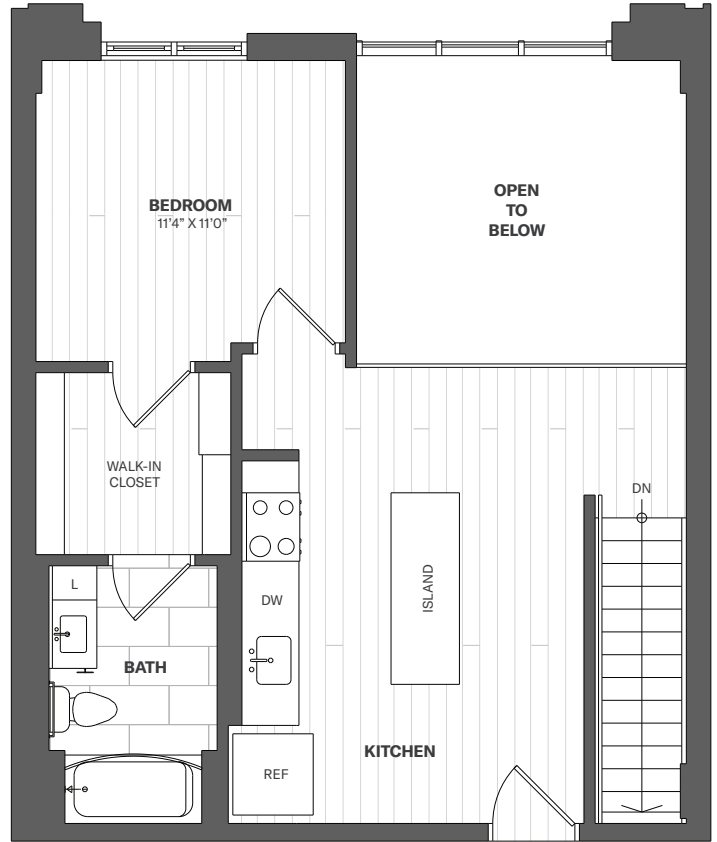 BEDROOM
11'4” X 11'0”
OPEN
TO
BELOW
WALK-IN
CLOSET
DN
L
DW
ISLAND
BATH
KITCHEN
REF